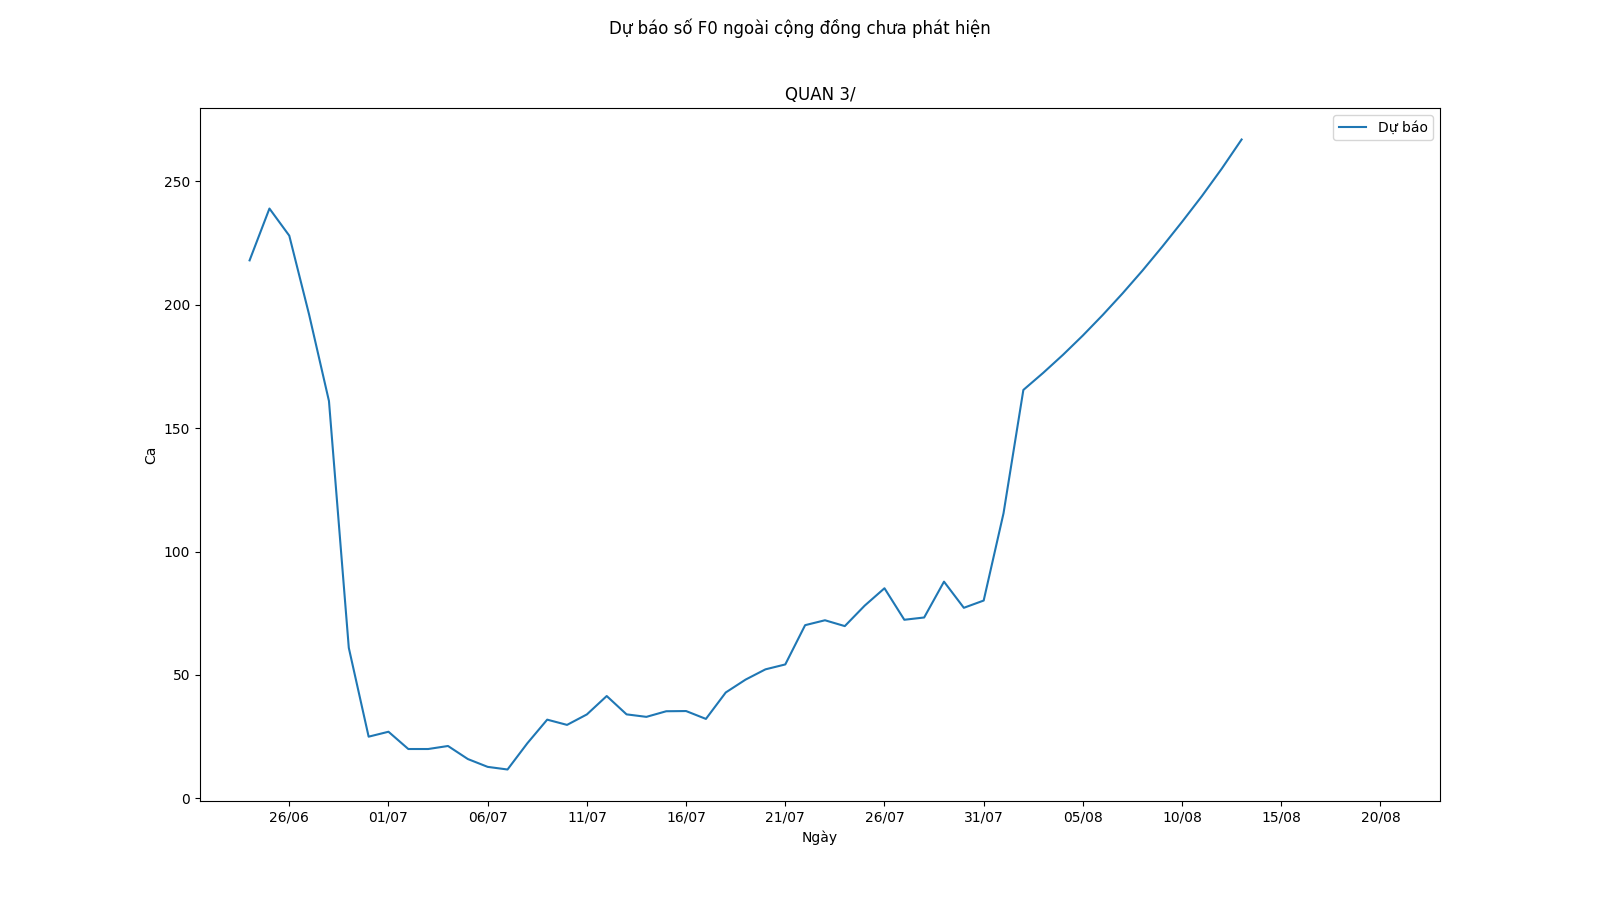 Dự báo số F0 ngoài cộng đồng chưa phát hiện
QUAN 3/
Dự báo
250
200
150
100
50
0
Ca
26/06 01/07 06/07 11/07 16/07 21/07 26/07 31/07 05/08 10/08 15/08 20/08
Ngày